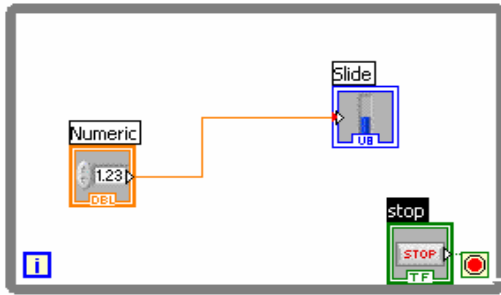 Slide
U8
Numeric
1.23
DBL
stop
STOP
TF
i